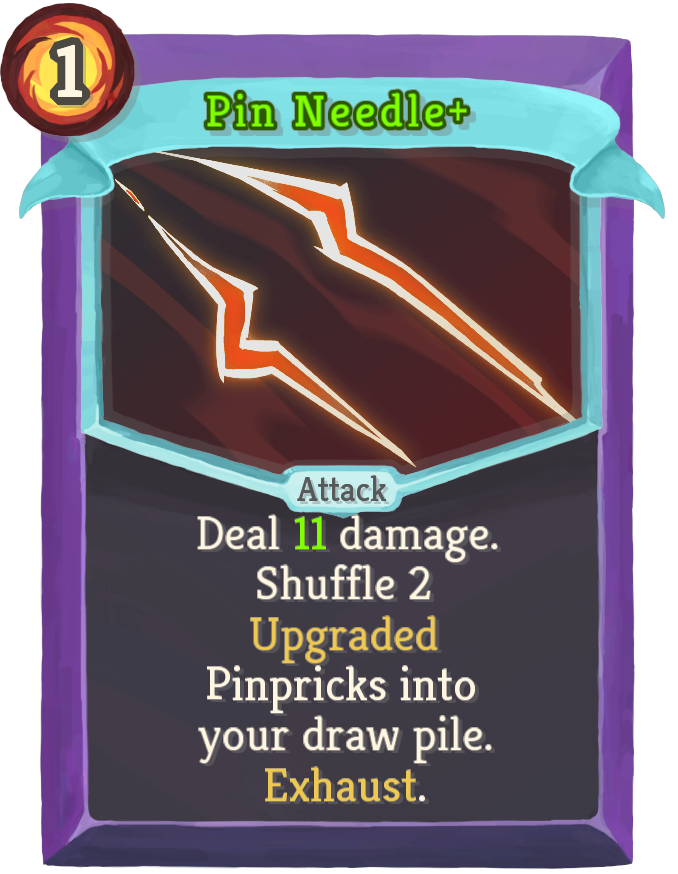 1
Pin Needle+
Attack
Deal 11 damage.
Shuffle 2
Upgraded
Pinpricks into
your draw pile.
Exhaust.